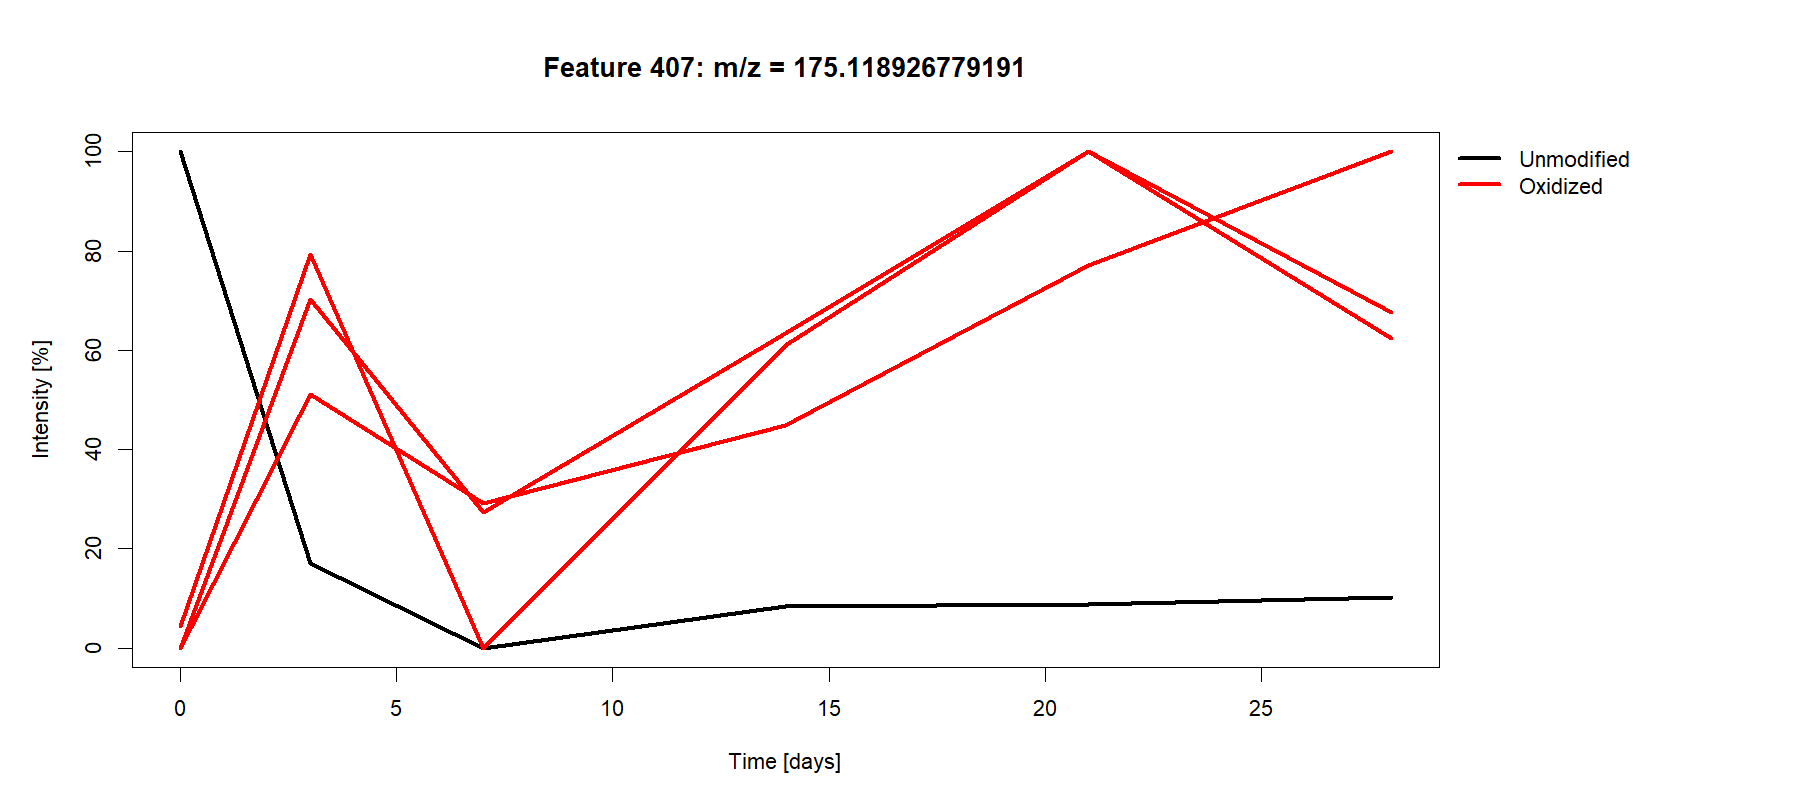 Feature 407: m/z = 175.118926779191
Unmodified
Oxidized
Intensity [%]
100
80
60
40
20
0
0 5 10 15 20 25
Time [days]